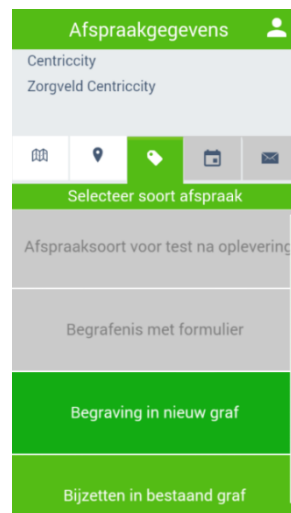 Afspraakgegevens
Centriccity
Zorgveld Centriccity
Selecteer soort afspraak
Afspraaksoort voor test na oplevering
Begrafenis met formulier
Begraving in nieuw graf
Bijzetten in bestaand graf